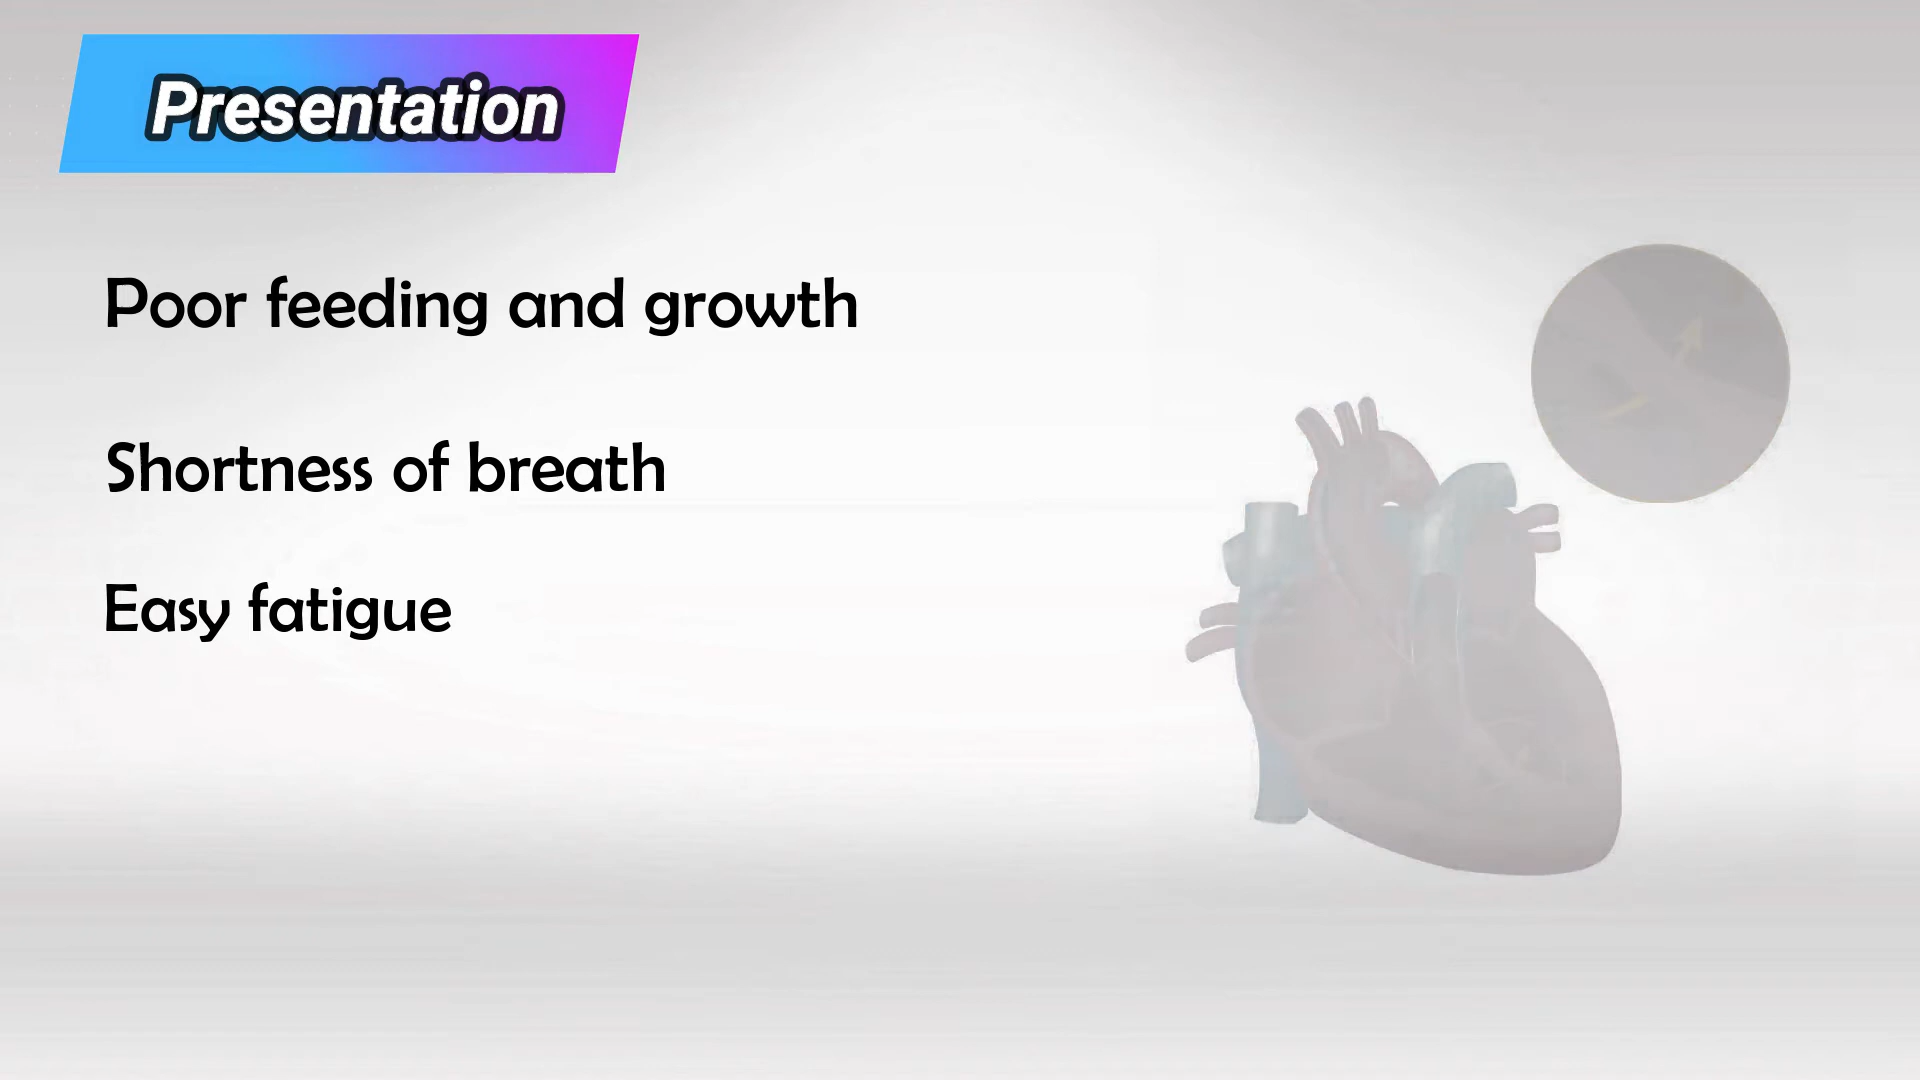 Presentation
Poor feeding and growth
Shortness of breath
Easy fatigue